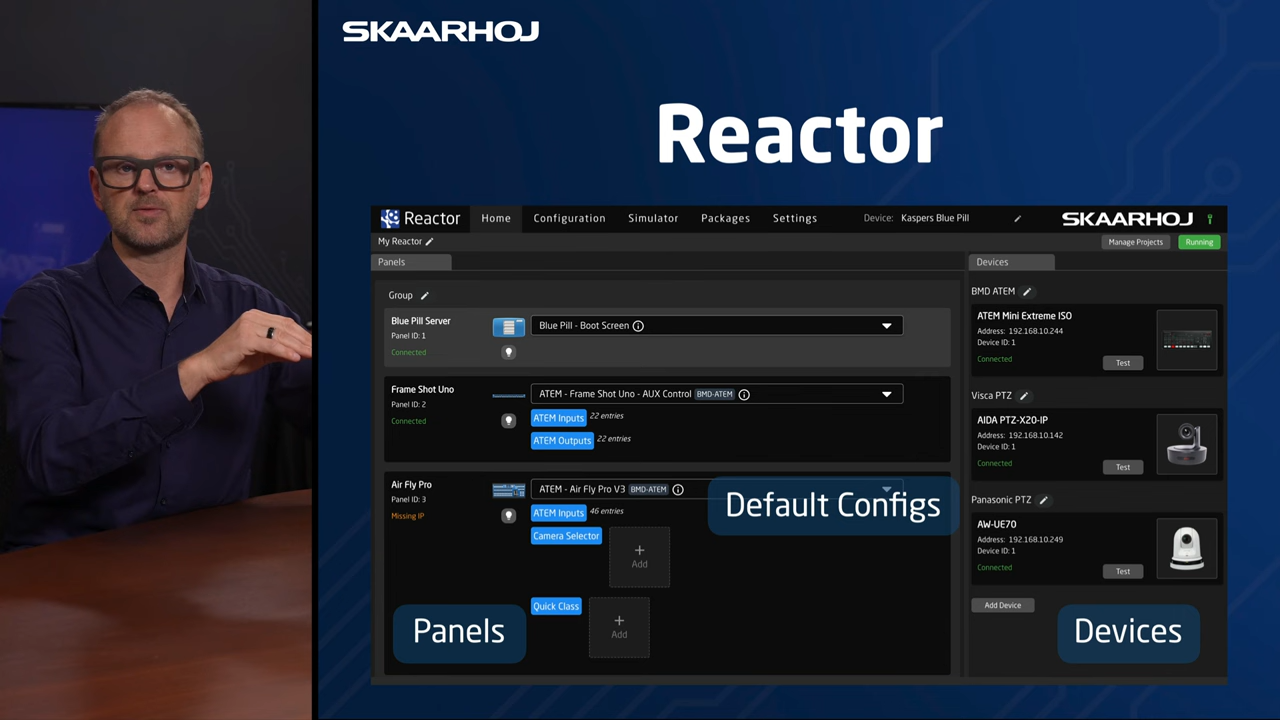 SKAARHOJ
Reactor
Reactor
Home
Configuration
Simulator
Packages
Settings
Device: Kaspers Blue Pill
SKAARHOJ
My Reactor
Manage Projects
Running
Panels
Devices
Group
Blue Pill Server
Panel ID: 1
Connected
Blue Pill - Boot Screen
Frame Shot Uno
Panel ID: 2
Connected
ATEM - Frame Shot Uno - AUX Control BMD-ATEM
ATEM Inputs 22 entries
ATEM Outputs 22 entries
Air Fly Pro
Panel ID: 3
Missing IP
ATEM - Air Fly Pro V3 BMD-ATEM
ATEM Inputs 46 entries
Camera Selector
Add
Quick Class
Add
Default Configs
Panels
BMD ATEM
ATEM Mini Extreme ISO
Address: 192.168.10.244
Device ID: 1
Connected
Test
Visca PTZ
AIDA PTZ-X20-IP
Address: 192.168.10.142
Device ID: 1
Connected
Test
Panasonic PTZ
AW-UE70
Address: 192.168.10.249
Device ID: 1
Connected
Test
Add Device
Devices